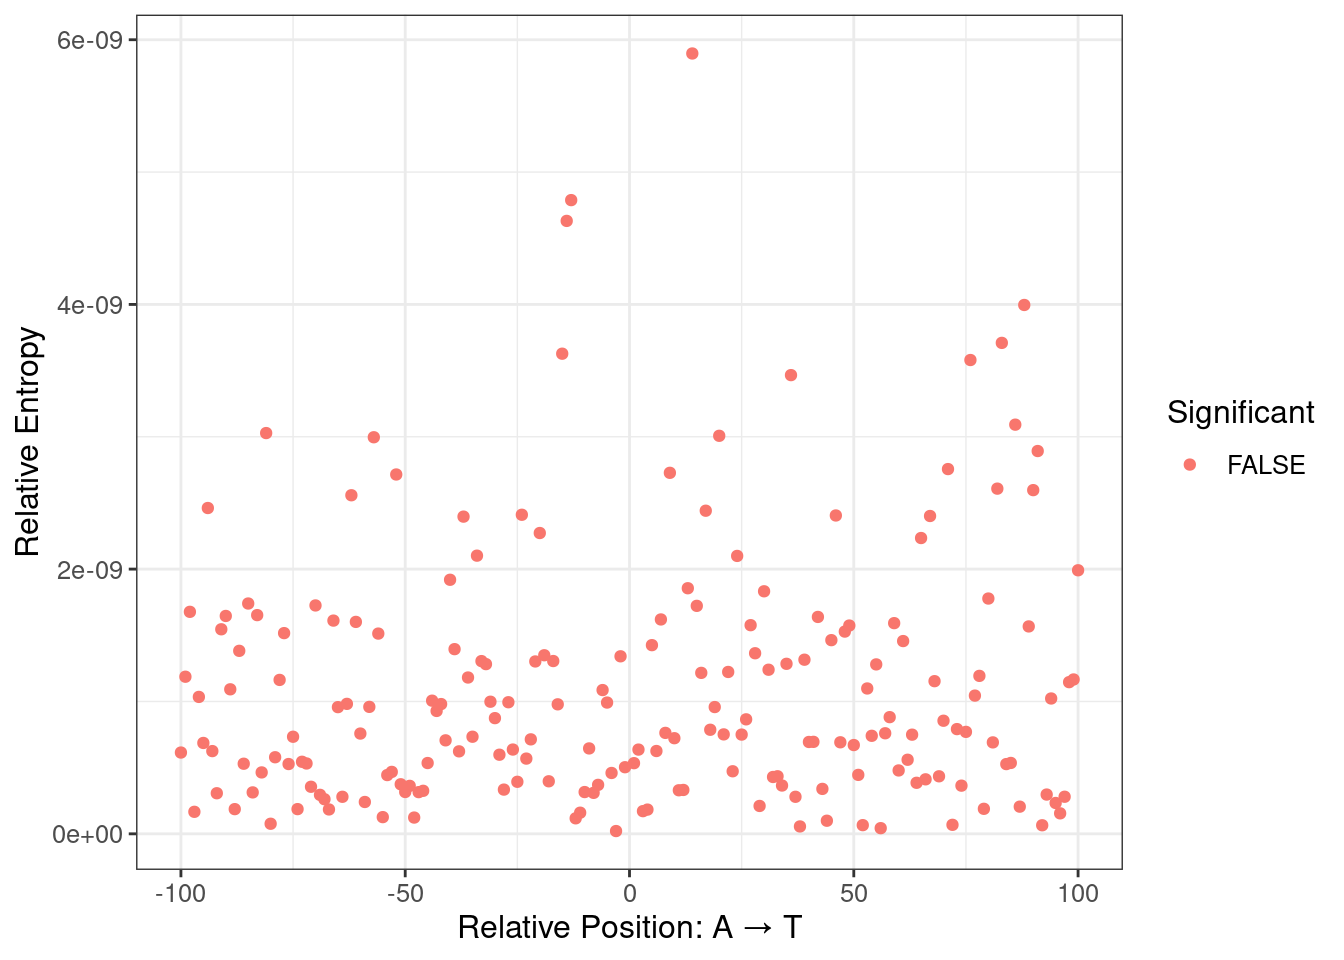 6e-09
4e-09
2e-09
0e+00
Relative Entropy
-100
-50
0
50
100
Relative Position: A → T
Significant
FALSE